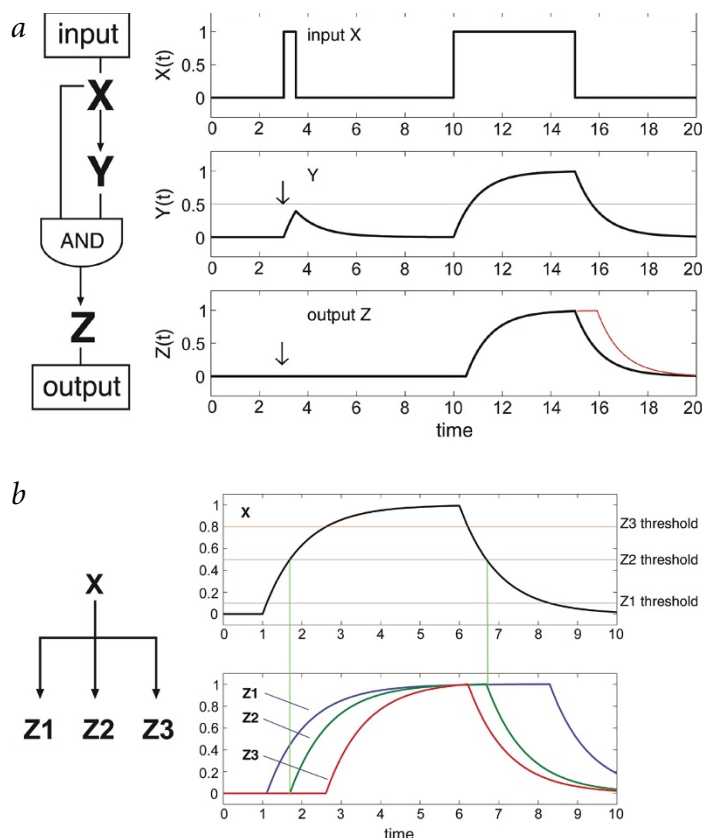 a
input
X
Y
AND
Z
output
X(t)
input X
1
0.5
0
0 2 4 6 8 10 12 14 16 18 20
Y(t)
Y
1
0.5
0
0 2 4 6 8 10 12 14 16 18 20
Z(t)
output Z
1
0.5
0
0 2 4 6 8 10 12 14 16 18 20
time
b
X
Z1 Z2 Z3
X
1
0.8
0.6
0.4
0.2
0
Z3 threshold
Z2 threshold
Z1 threshold
0 1 2 3 4 5 6 7 8 9 10
1
0.8
0.6
0.4
0.2
0
Z1
Z2
Z3
0 1 2 3 4 5 6 7 8 9 10
time